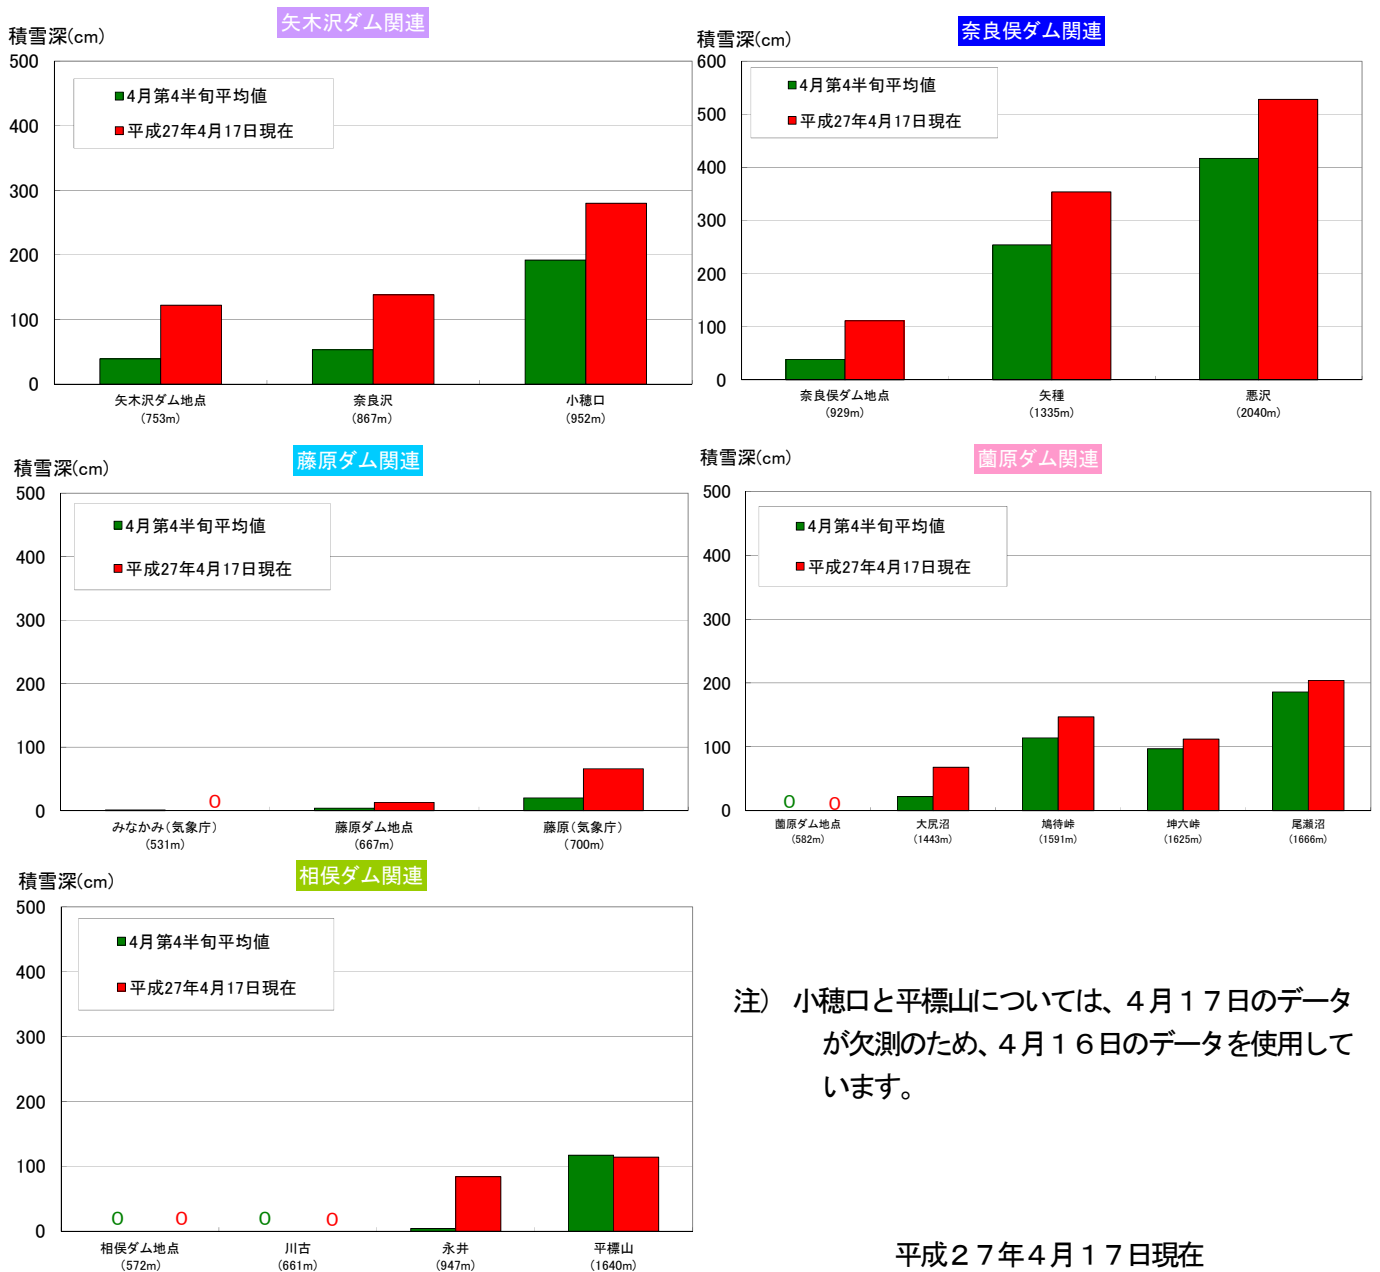 矢木沢ダム関連
積雪深(cm)
500
400
300
200
100
0
4月第4半旬平均値
平成27年4月17日現在
矢木沢ダム地点 奈良沢 小穂口
(753m) (867m) (952m)
奈良俣ダム関連
積雪深(cm)
600
500
400
300
200
100
0
4月第4半旬平均値
平成27年4月17日現在
奈良俣ダム地点 矢種 悪沢
(929m) (1335m) (2040m)
藤原ダム関連
積雪深(cm)
500
400
300
200
100
0
4月第4半旬平均値
平成27年4月17日現在
0
みなかみ(気象庁) 藤原ダム地点 藤原(気象庁)
(531m) (667m) (700m)
薗原ダム関連
積雪深(cm)
500
400
300
200
100
0
4月第4半旬平均値
平成27年4月17日現在
0 0
薗原ダム地点 大尻沼 鳩待峠 坤六峠 尾瀬沼
(582m) (1443m) (1591m) (1625m) (1666m)
相俣ダム関連
積雪深(cm)
500
400
300
200
100
0
4月第4半旬平均値
平成27年4月17日現在
0 0 0 0
相俣ダム地点 川古 永井 平標山
(572m) (661m) (947m) (1640m)
注) 小穂口と平標山については、４月１７日のデータ
が欠測のため、４月１６日のデータを使用して
います。
平成２７年４月１７日現在